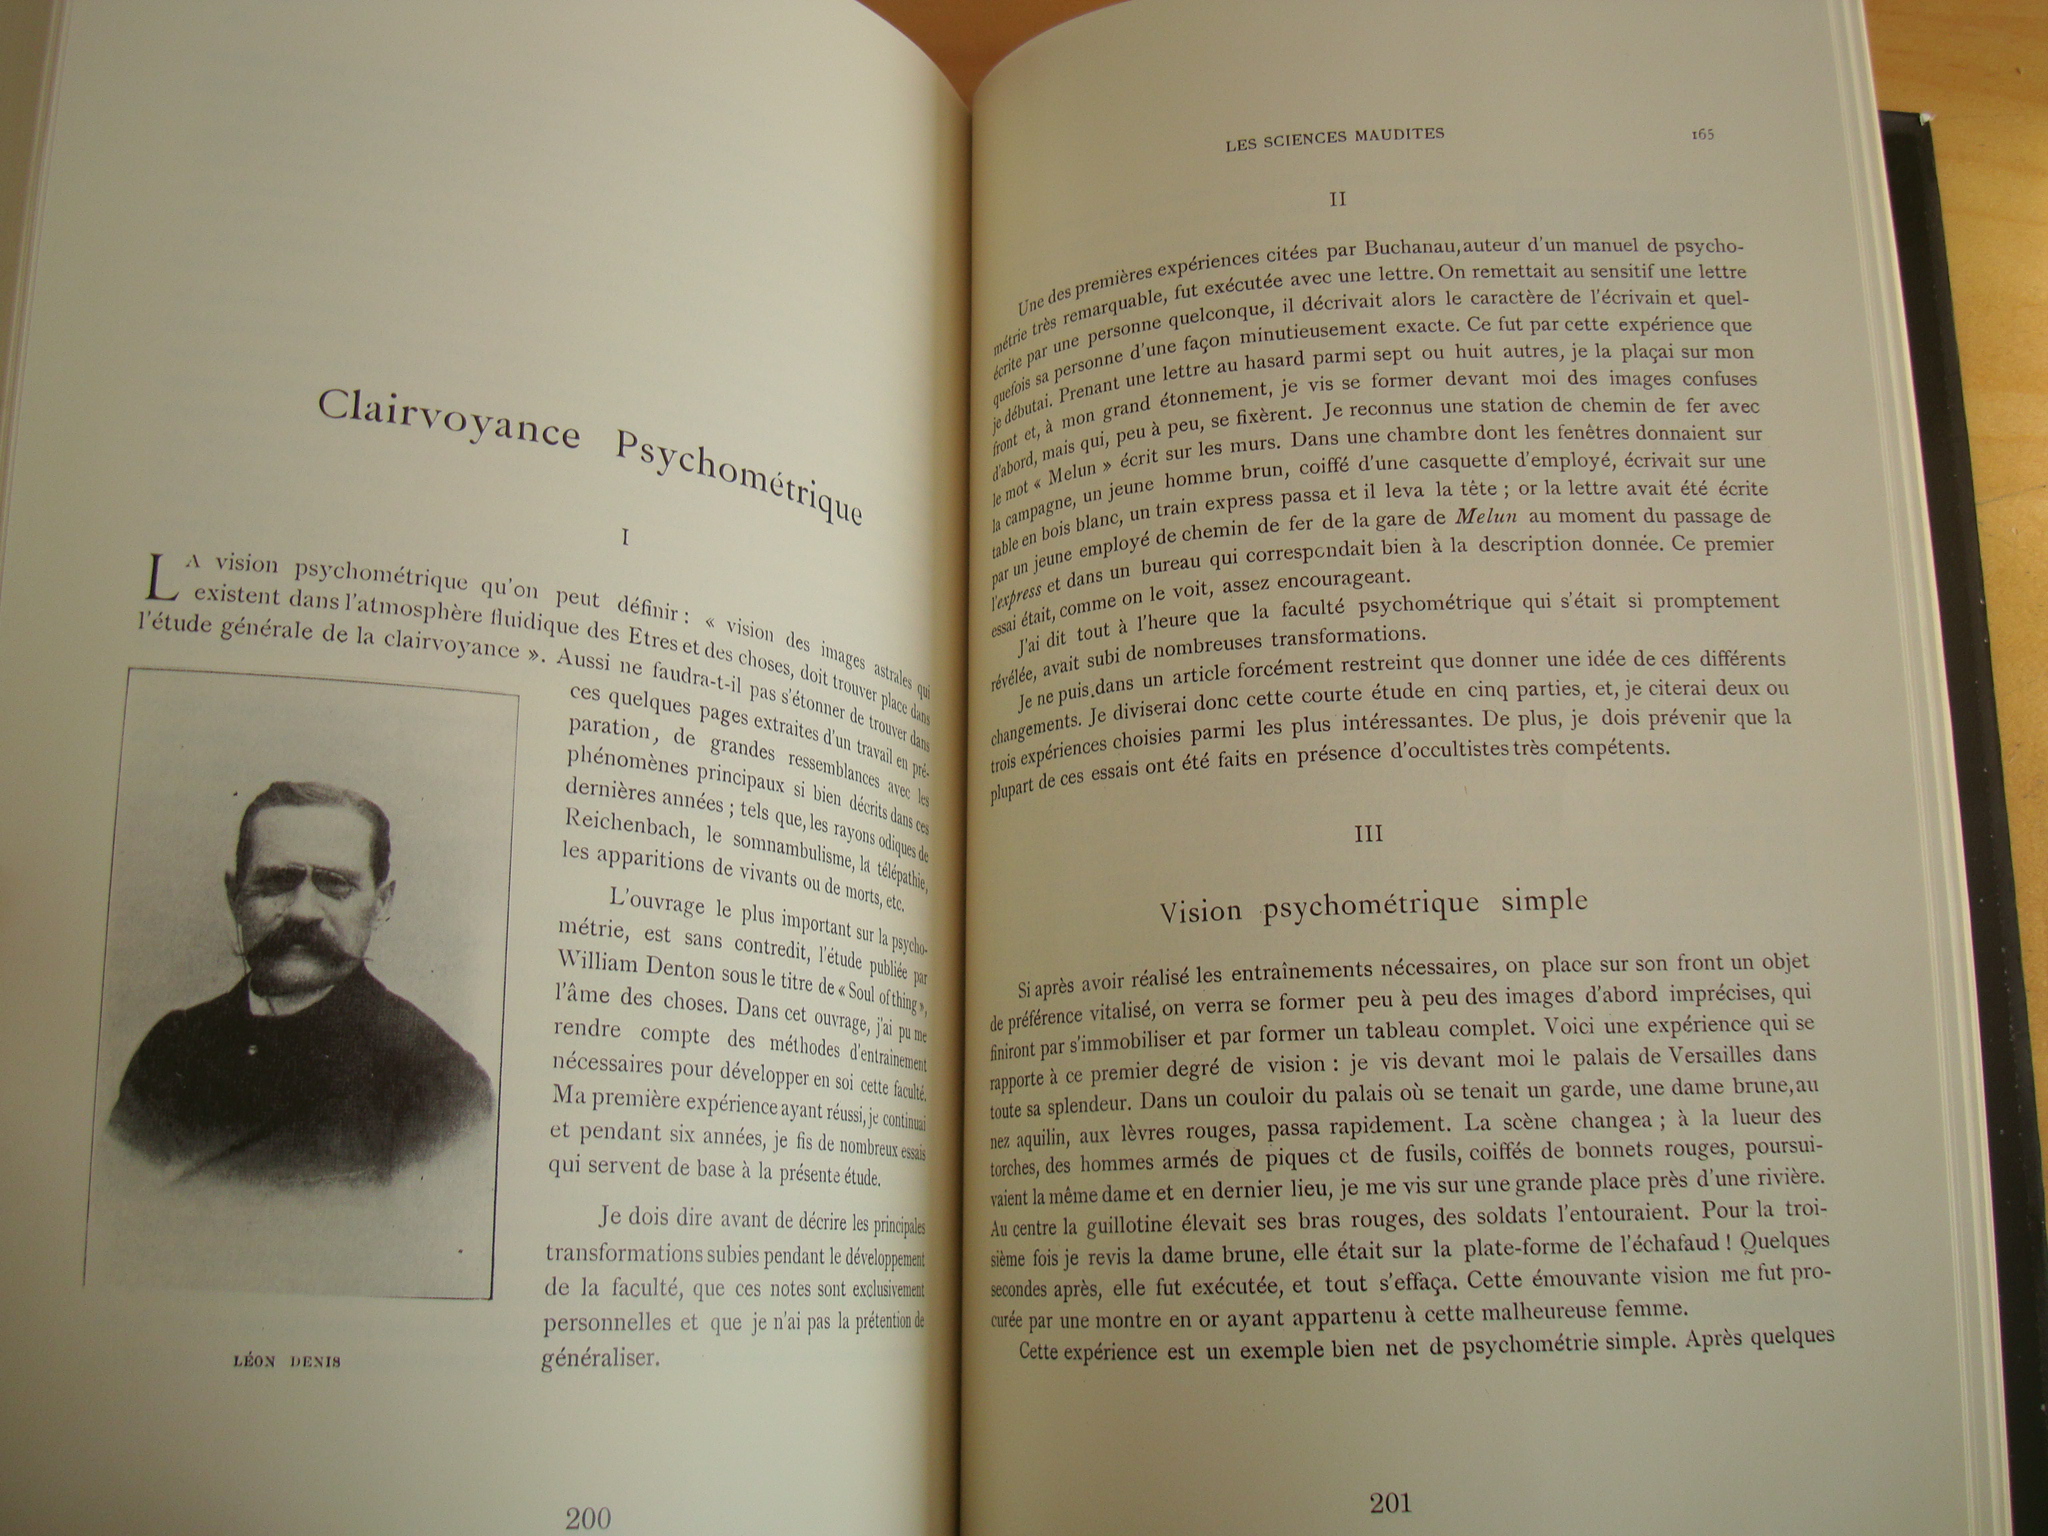 Clairvoyance Psychométrique
I
LA vision psychométrique qu'on peut définir : « vision des images astrales qui
existent dans l'atmosphère fluidique des Etres et des choses, doit trouver place dans
l'étude générale de la clairvoyance ». Aussi ne faudra-t-il pas s'étonner de trouver dans
ces quelques pages extraites d'un travail en pré-
paration, de grandes ressemblances avec les
phénomènes principaux si bien décrits dans ces
dernières années ; tels que, les rayons odiques de
Reichenbach, le somnambulisme, la télépathie,
les apparitions de vivants ou de morts, etc.
L'ouvrage le plus important sur la psycho-
métrie, est sans contredit, l'étude publiée par
William Denton sous le titre de « Soul of thing »,
l'âme des choses. Dans cet ouvrage, j'ai pu me
rendre compte des méthodes d'entrainement
nécessaires pour développer en soi cette faculté.
Ma première expérience ayant réussi, je continuai
et pendant six années, je fis de nombreux essais
qui servent de base à la présente étude.
Je dois dire avant de décrire les principales
transformations subies pendant le développement
de la faculté, que ces notes sont exclusivement
personnelles et que je n'ai pas la prétention de
généraliser.
LÉON DENIS
200
LES SCIENCES MAUDITES 165
II
Une des premières expériences citées par Buchanau, auteur d'un manuel de psycho-
métrie très remarquable, fut exécutée avec une lettre. On remettait au sensitif une lettre
écrite par une personne quelconque, il décrivait alors le caractère de l'écrivain et quel-
quefois sa personne d'une façon minutieusement exacte. Ce fut par cette expérience que
je débutai. Prenant une lettre au hasard parmi sept ou huit autres, je la plaçai sur mon
front et, à mon grand étonnement, je vis se former devant moi des images confuses
d'abord, mais qui, peu à peu, se fixèrent. Je reconnus une station de chemin de fer avec
le mot « Melun » écrit sur les murs. Dans une chambre dont les fenêtres donnaient sur
la campagne, un jeune homme brun, coiffé d'une casquette d'employé, écrivait sur une
table en bois blanc, un train express passa et il leva la tête ; or la lettre avait été écrite
par un jeune employé de chemin de fer de la gare de Melun au moment du passage de
l'express et dans un bureau qui correspondait bien à la description donnée. Ce premier
essai était, comme on le voit, assez encourageant.
J'ai dit tout à l'heure que la faculté psychométrique qui s'était si promptement
révélée, avait subi de nombreuses transformations.
Je ne puis dans un article forcément restreint que donner une idée de ces différents
changements. Je diviserai donc cette courte étude en cinq parties, et, je citerai deux ou
trois expériences choisies parmi les plus intéressantes. De plus, je dois prévenir que la
plupart de ces essais ont été faits en présence d'occultistes très compétents.
III
Vision psychométrique simple
Si après avoir réalisé les entraînements nécessaires, on place sur son front un objet
de préférence vitalisé, on verra se former peu à peu des images d'abord imprécises, qui
finiront par s'immobiliser et par former un tableau complet. Voici une expérience qui se
rapporte à ce premier degré de vision : je vis devant moi le palais de Versailles dans
toute sa splendeur. Dans un couloir du palais où se tenait un garde, une dame brune, au
nez aquilin, aux lèvres rouges, passa rapidement. La scène changea ; à la lueur des
torches, des hommes armés de piques et de fusils, coiffés de bonnets rouges, poursui-
vaient la même dame et en dernier lieu, je me vis sur une grande place près d'une rivière.
Au centre la guillotine élevait ses bras rouges, des soldats l'entouraient. Pour la troi-
sième fois je revis la dame brune, elle était sur la plate-forme de l'échafaud ! Quelques
secondes après, elle fut exécutée, et tout s'effaça. Cette émouvante vision me fut pro-
curée par une montre en or ayant appartenu à cette malheureuse femme.
Cette expérience est un exemple bien net de psychométrie simple. Après quelques
201